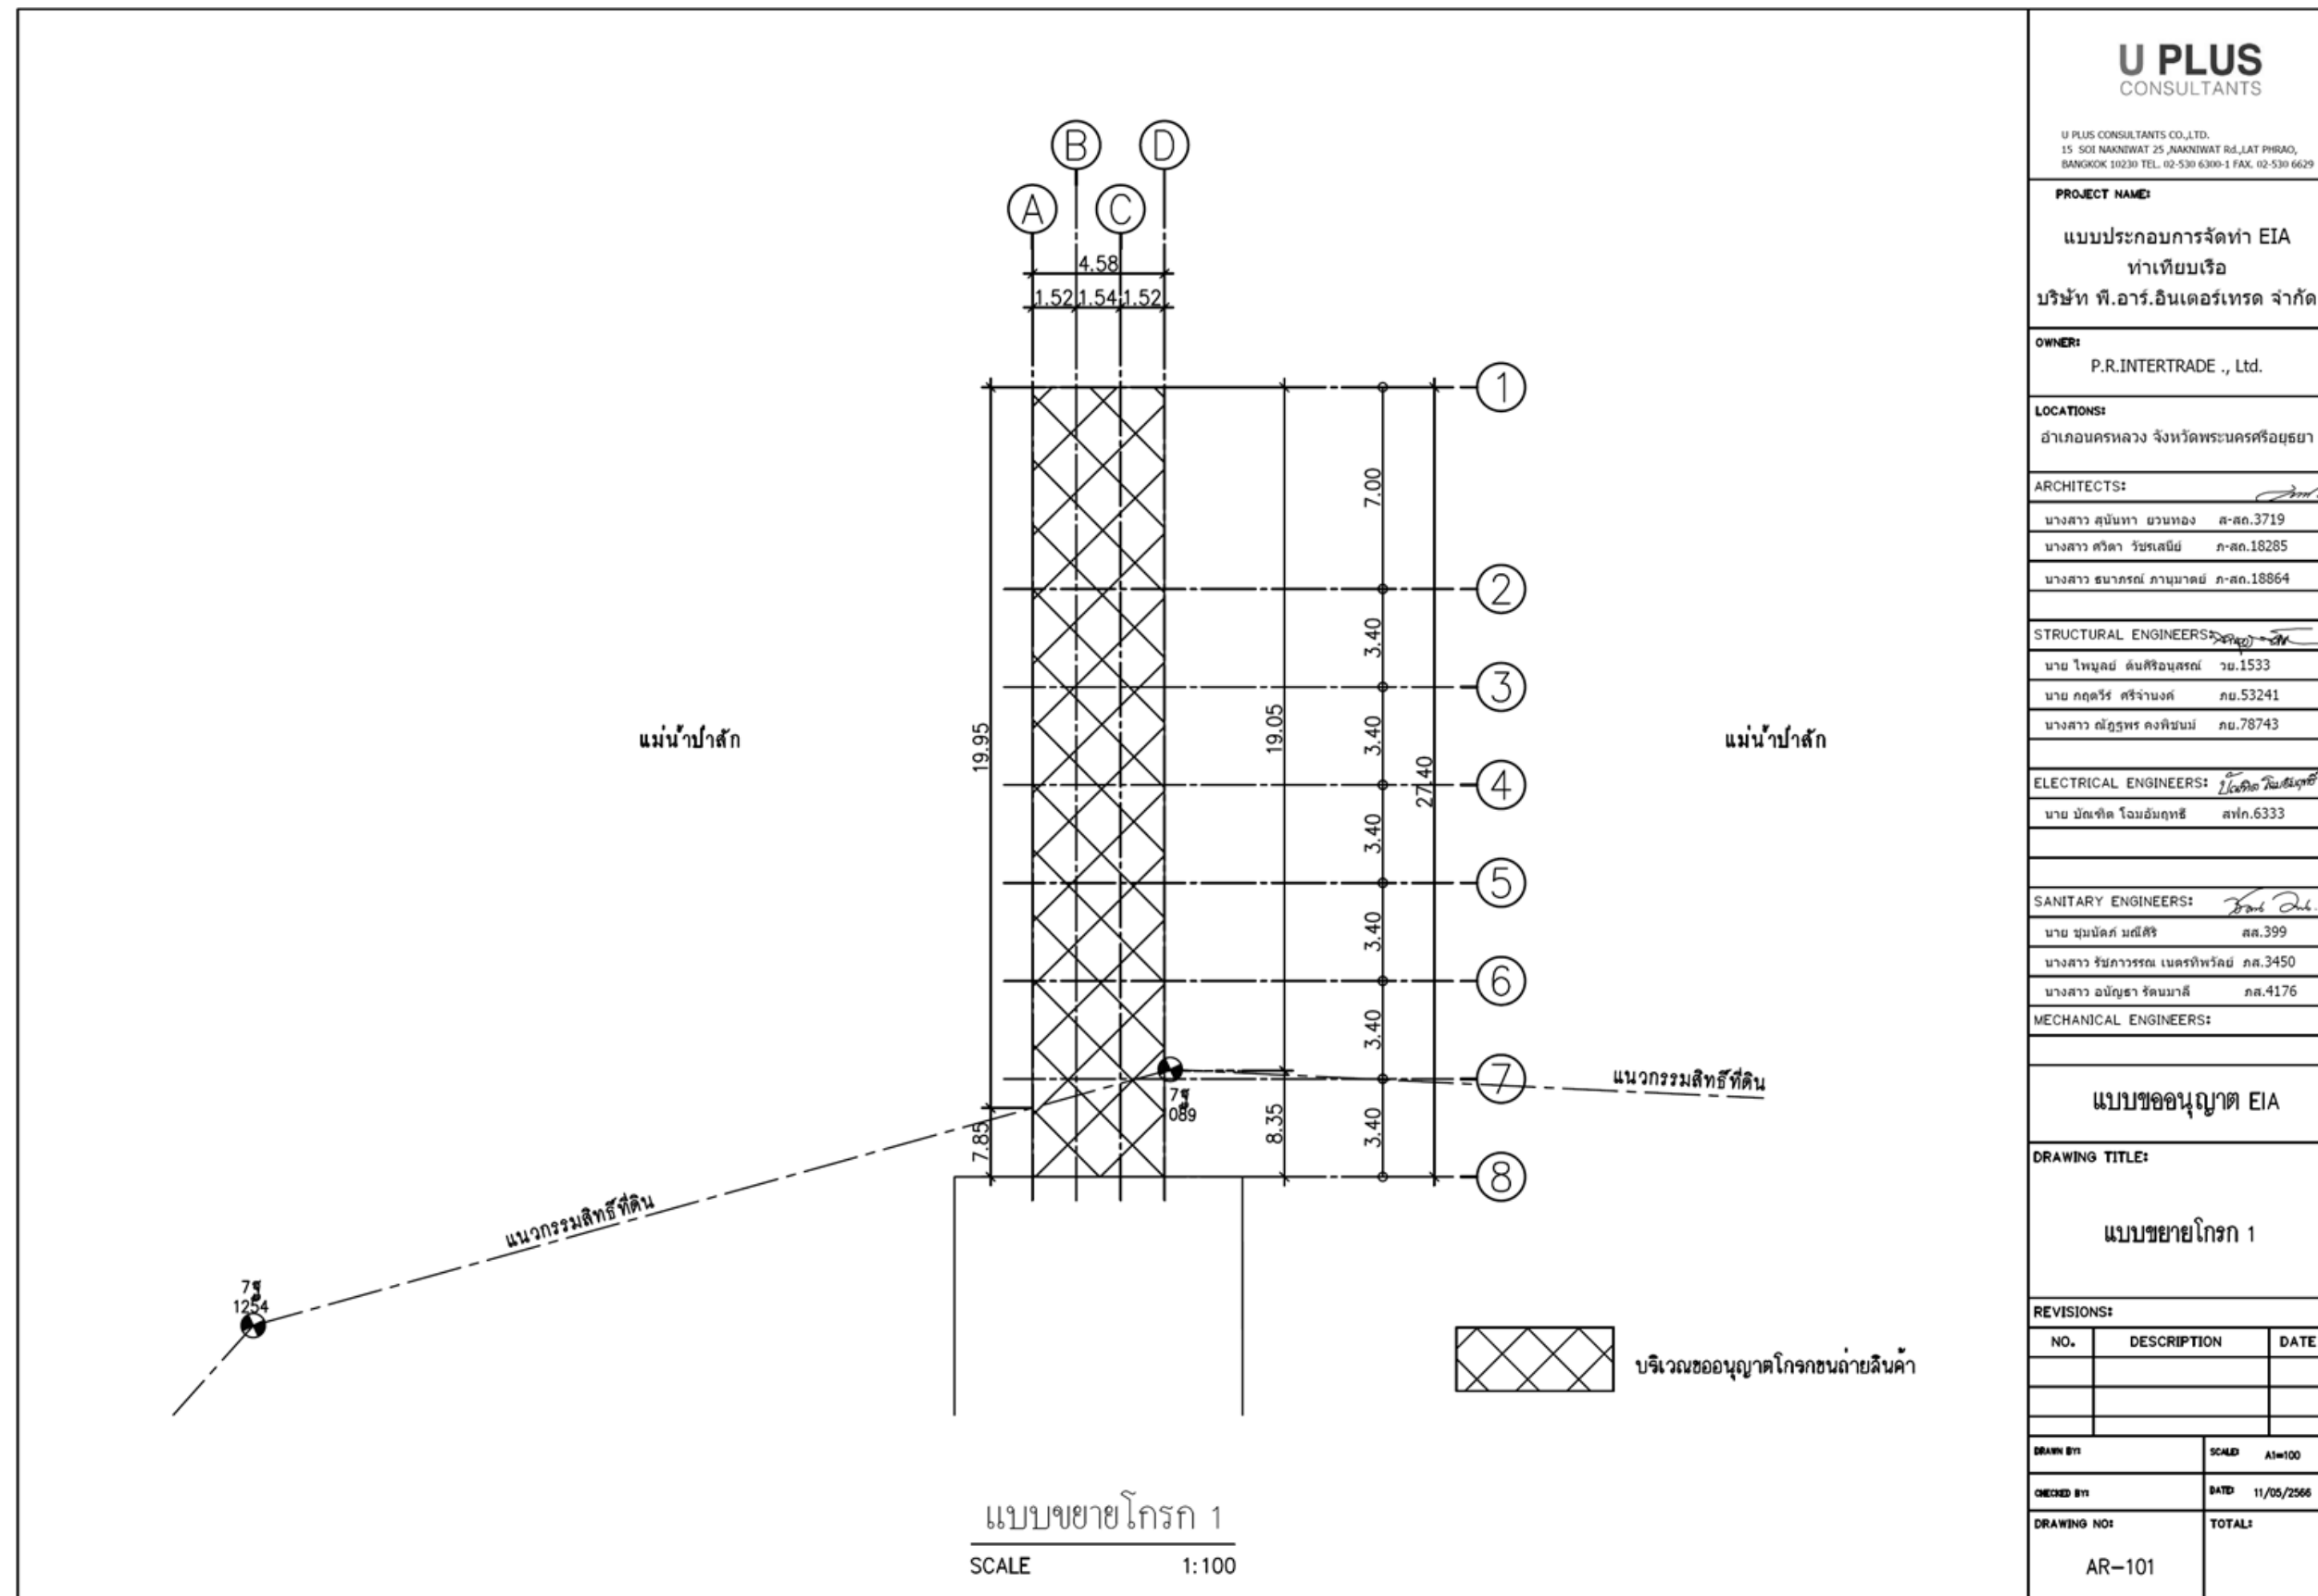 B
D
A
C
4.58
1.52
1.54
1.52
1
7.00
2
3.40
3
3.40
4
3.40
5
3.40
6
3.40
7
3.40
8
19.95
19.05
27.40
7.85
8.35
แม่น้ำป่าสัก
แม่น้ำป่าสัก
7ฐ
089
แนวกรรมสิทธิ์ที่ดิน
แนวกรรมสิทธิ์ที่ดิน
7ฐ
1254
บริเวณขออนุญาตโกรกขนถ่ายสินค้า
แบบขยายโกรก 1
SCALE 1:100
U PLUS
CONSULTANTS
U PLUS CONSULTANTS CO.,LTD.
15 SOI NAKNIWAT 25 ,NAKNIWAT Rd.,LAT PHRAO,
BANGKOK 10230 TEL. 02-530 6300-1 FAX. 02-530 6629
PROJECT NAME:
แบบประกอบการจัดทำ EIA
ท่าเทียบเรือ
บริษัท พี.อาร์.อินเตอร์เทรด จำกัด
OWNER:
P.R.INTERTRADE ., Ltd.
LOCATIONS:
อำเภอนครหลวง จังหวัดพระนครศรีอยุธยา
ARCHITECTS:
นางสาว สุนันทา ยวนทอง ส-สถ.3719
นางสาว ศวิตา วัชรเสนีย์ ภ-สถ.18285
นางสาว ธนาภรณ์ ภานุมาตย์ ภ-สถ.18864
STRUCTURAL ENGINEERS:
นาย ไพบูลย์ ตันศิริอนุสรณ์ วย.1533
นาย กฤตวีร์ ศรีจำนงค์ ภย.53241
นางสาว ณัฏฐพร คงพิชนม์ ภย.78743
ELECTRICAL ENGINEERS:
นาย บัณฑิต โฉมอัมฤทธิ์ สฟก.6333
SANITARY ENGINEERS:
นาย ชุมนัดภ์ มณีศิริ สส.399
นางสาว รัชภาวรรณ เนตรทิพวัลย์ ภส.3450
นางสาว อนัญธา รัตนมาลี ภส.4176
MECHANICAL ENGINEERS:
แบบขออนุญาต EIA
DRAWING TITLE:
แบบขยายโกรก 1
REVISIONS:
NO. DESCRIPTION DATE
DRAWN BY:
SCALE: A1=100
CHECKED BY:
DATE: 11/05/2566
DRAWING NO:
TOTAL:
AR-101